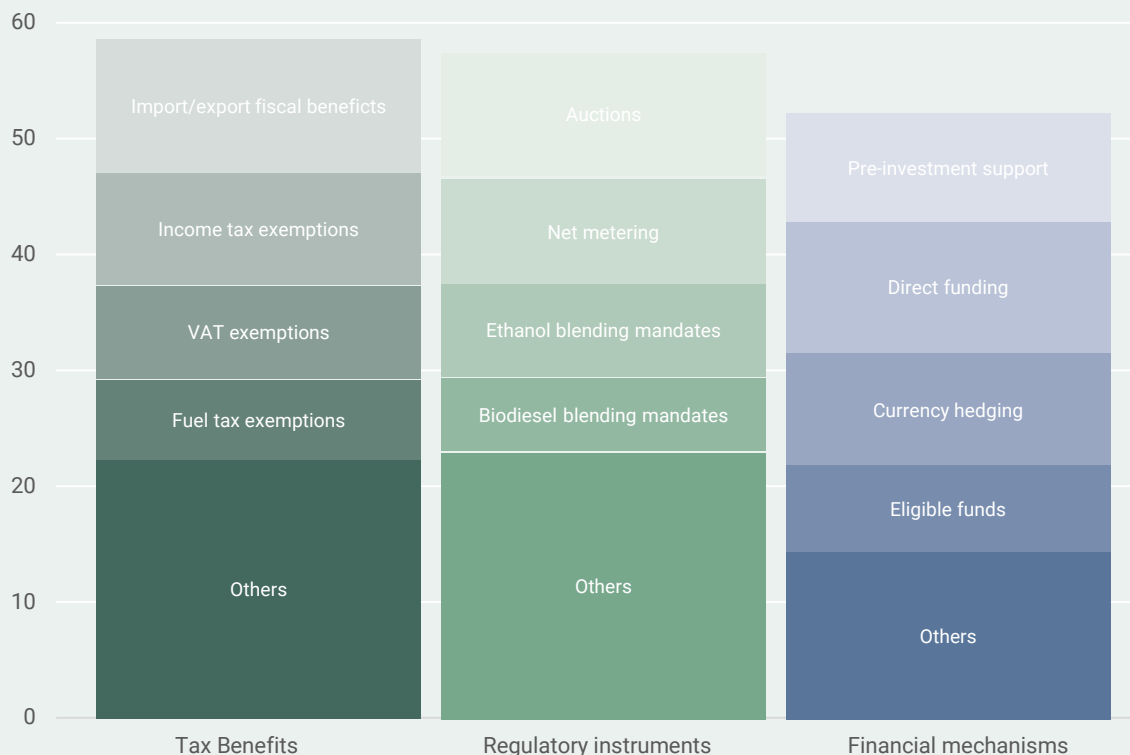 60
50
40
30
20
10
0
Import/export fiscal beneficts
Income tax exemptions
VAT exemptions
Fuel tax exemptions
Others
Auctions
Net metering
Ethanol blending mandates
Biodiesel blending mandates
Others
Pre-investment support
Direct funding
Currency hedging
Eligible funds
Others
Tax Benefits
Regulatory instruments
Financial mechanisms